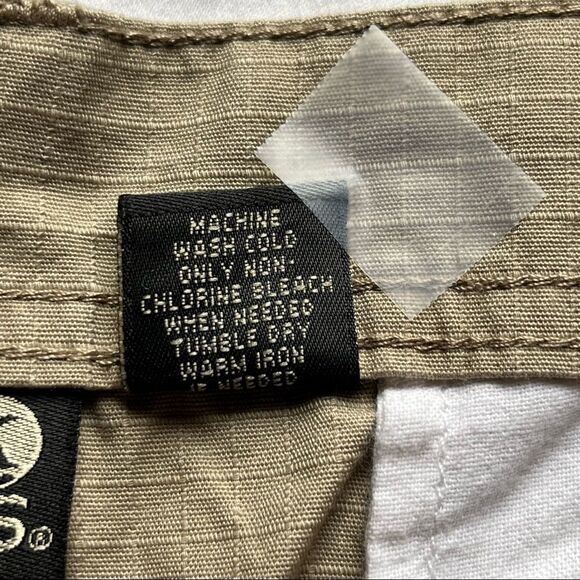 MACHINE
WASH COLD
ONLY NON-
CHLORINE BLEACH
WHEN NEEDED
TUMBLE DRY
WARM IRON
IF NEEDED
®